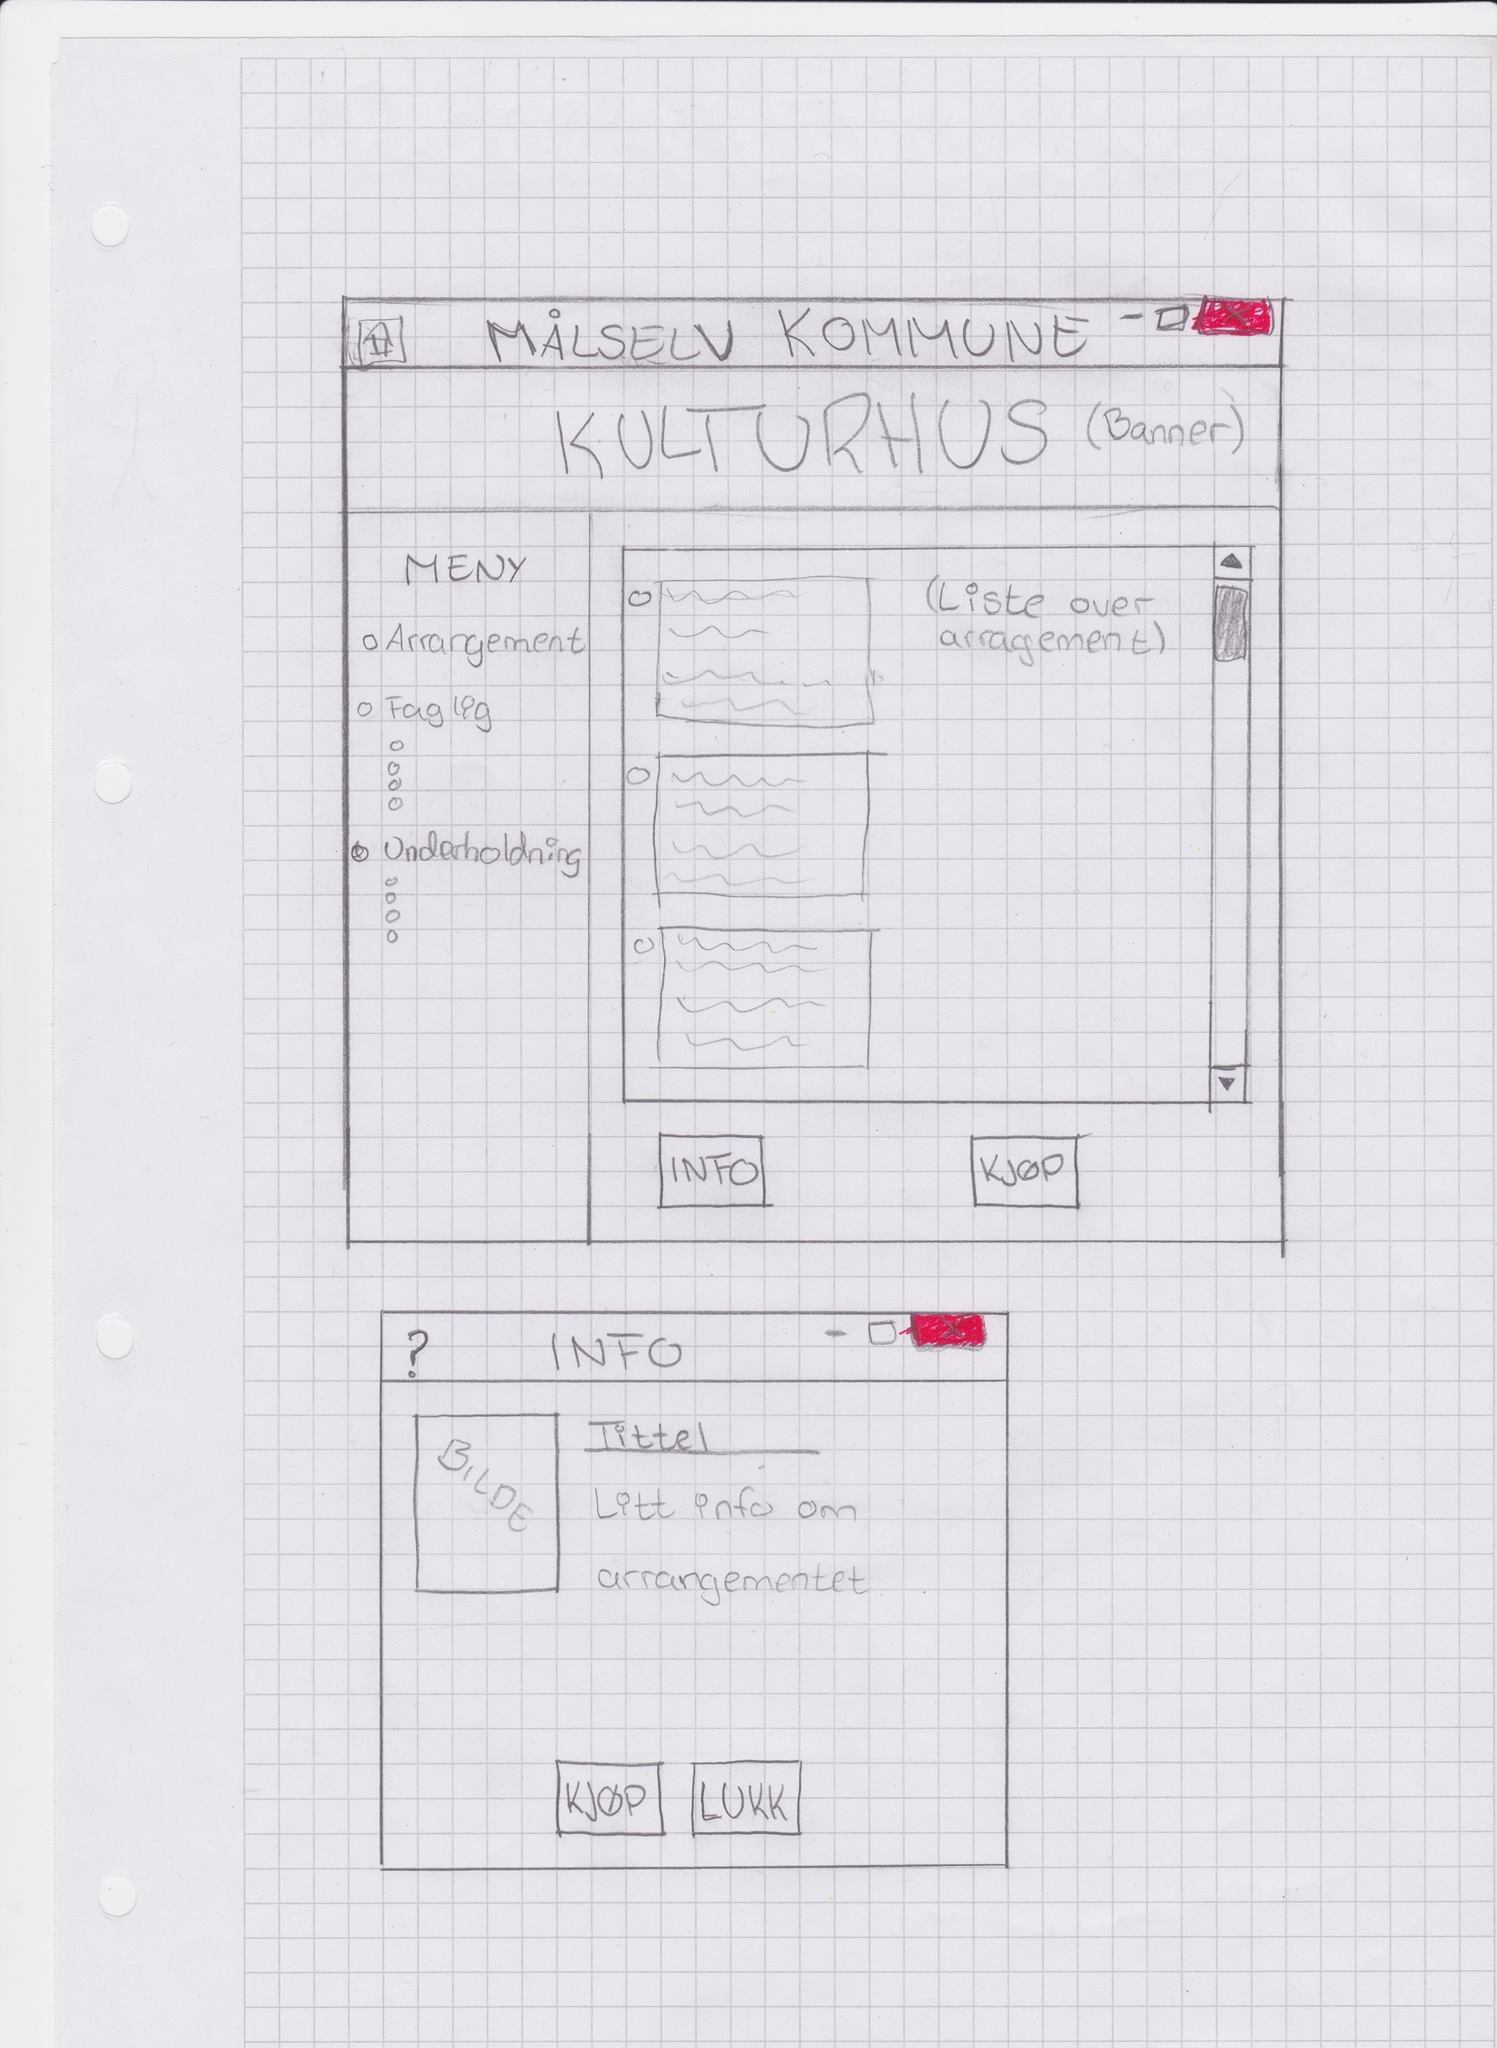 MÅLSELV KOMMUNE
KULTURHUS (Banner)
MENY
Arrangement
Faglig
Underholdning
(Liste over
arragement)
INFO
KJØP
? INFO
BILDE
Tittel
Litt info om
arrangementet
KJØP
LUKK